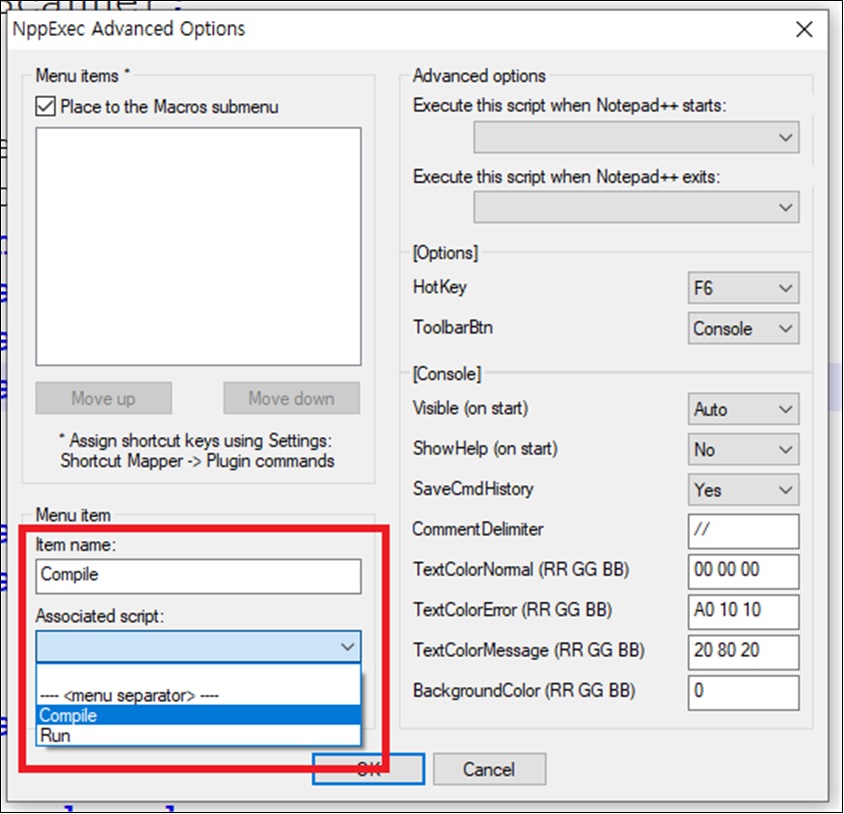 NppExec Advanced Options
Menu items *
Place to the Macros submenu
Move up
Move down
* Assign shortcut keys using Settings:
Shortcut Mapper -> Plugin commands
Menu item
Item name:
Compile
Associated script:
---- <menu separator> ----
Compile
Run
Advanced options
Execute this script when Notepad++ starts:
Execute this script when Notepad++ exits:
[Options]
HotKey
F6
ToolbarBtn
Console
[Console]
Visible (on start)
Auto
ShowHelp (on start)
No
SaveCmdHistory
Yes
CommentDelimiter
//
TextColorNormal (RR GG BB)
00 00 00
TextColorError (RR GG BB)
A0 10 10
TextColorMessage (RR GG BB)
20 80 20
BackgroundColor (RR GG BB)
0
OK
Cancel